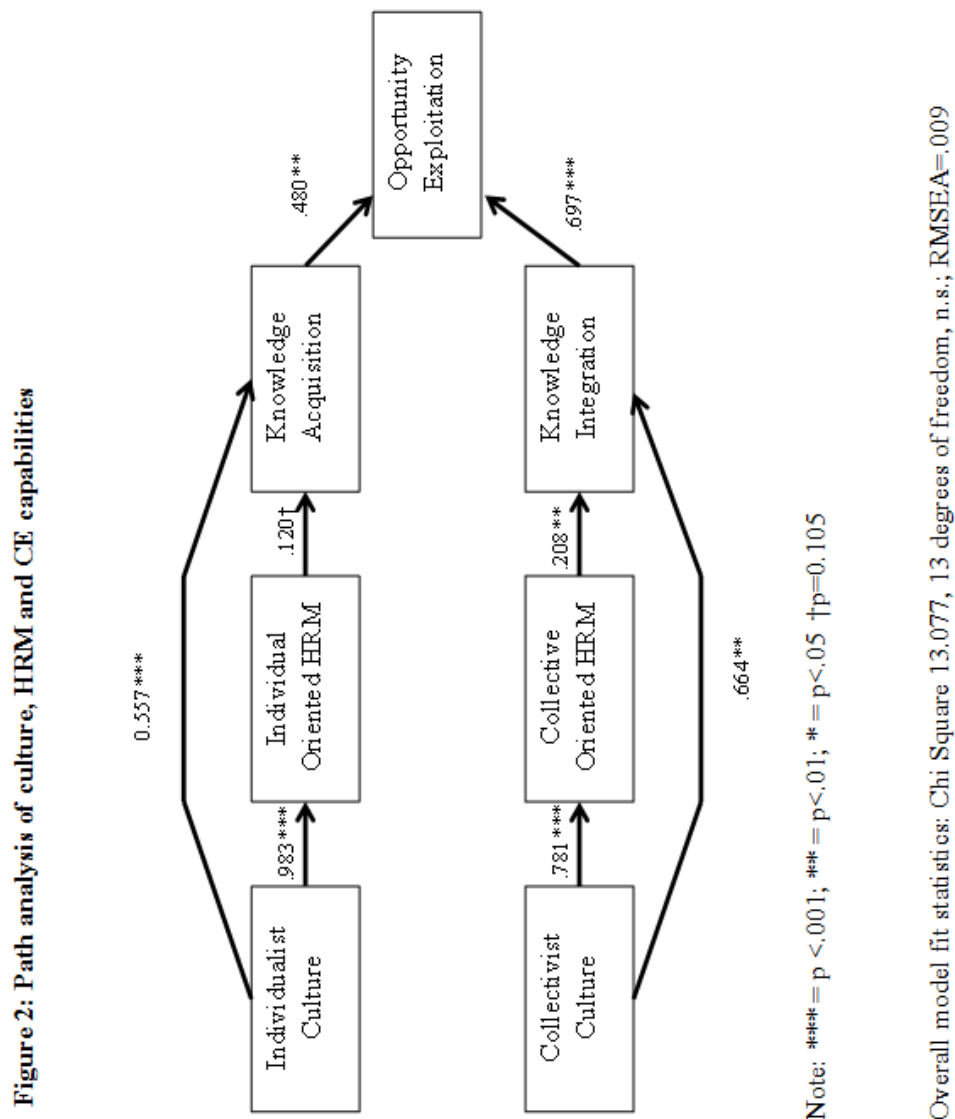 Figure 2: Path analysis of culture, HRM and CE capabilities
0.557***
Individualist
Culture
.983***
Individual
Oriented HRM
.120†
Knowledge
Acquisition
.480**
Opportunity
Exploitation
Collectivist
Culture
.781***
Collective
Oriented HRM
.208**
Knowledge
Integration
.697***
.664**
Note: *** = p <.001; ** = p<.01; * = p<.05 †p=0.105
Overall model fit statistics: Chi Square 13.077, 13 degrees of freedom, n.s.; RMSEA=.009